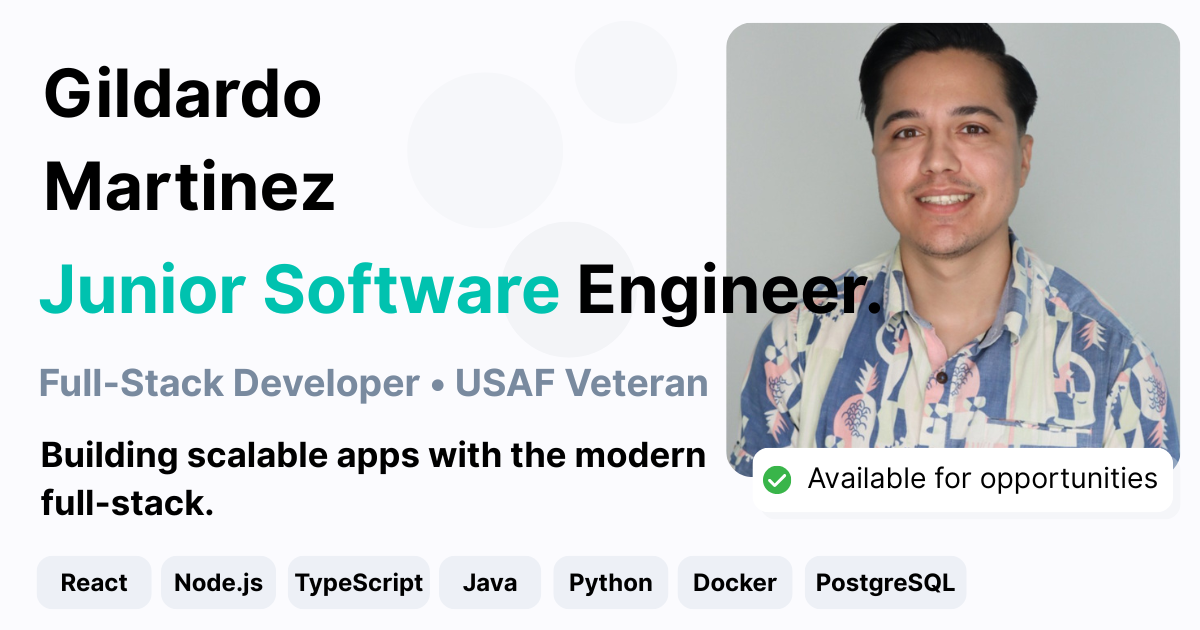 Gildardo
Martinez
Junior Software Engineer.
Full-Stack Developer • USAF Veteran
Building scalable apps with the modern
full-stack.
Available for opportunities
React Node.js TypeScript Java Python Docker PostgreSQL